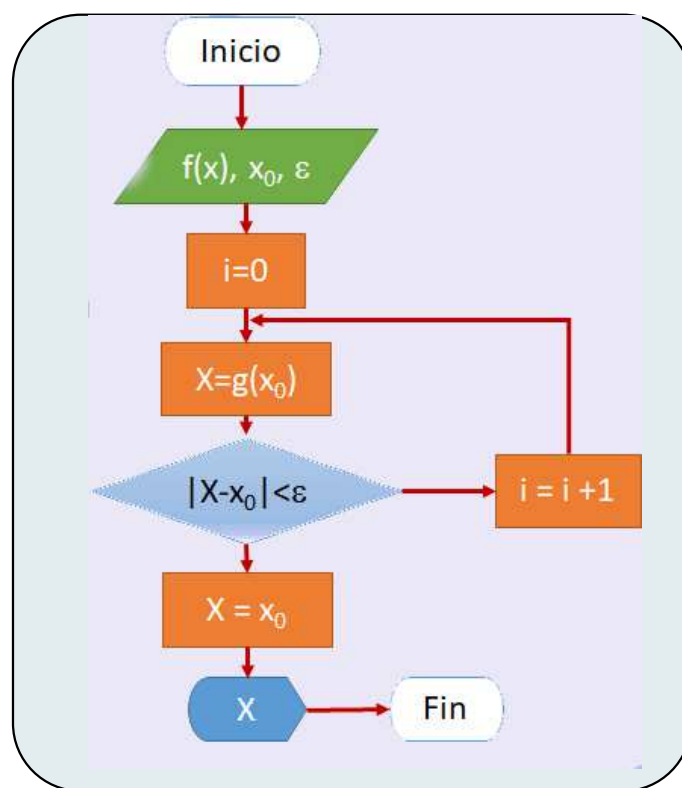 Inicio
f(x), x₀, ε
i=0
X=g(x₀)
|X-x₀|<ε
i = i +1
X = x₀
X
Fin